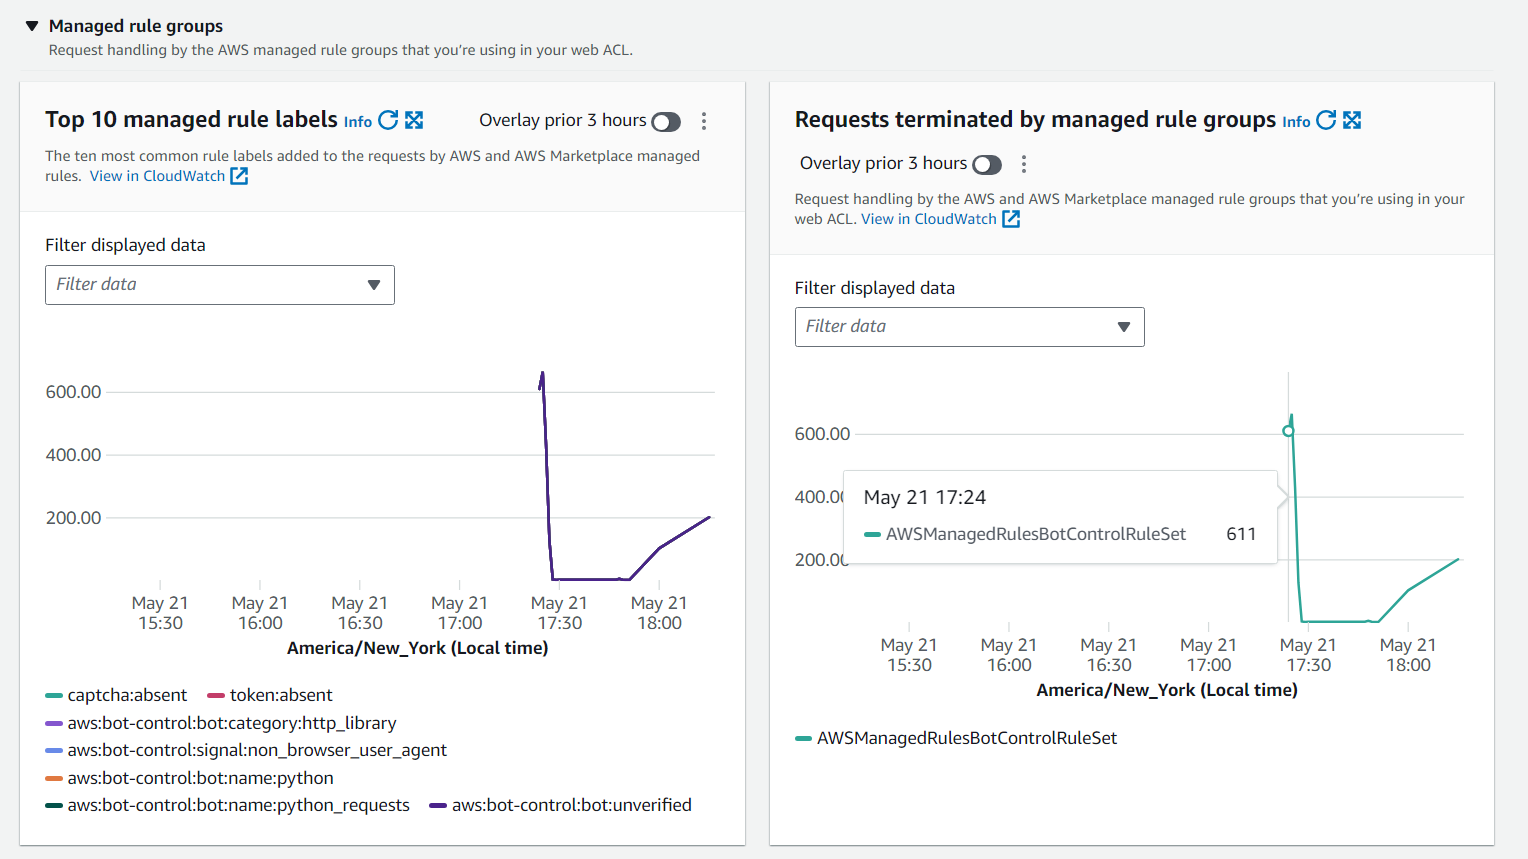 Managed rule groups
Request handling by the AWS managed rule groups that you're using in your web ACL.
Top 10 managed rule labels Info
Overlay prior 3 hours
The ten most common rule labels added to the requests by AWS and AWS Marketplace managed
rules. View in CloudWatch
Filter displayed data
Filter data
600.00
400.00
200.00
May 21 May 21 May 21 May 21 May 21 May 21
15:30 16:00 16:30 17:00 17:30 18:00
America/New_York (Local time)
captcha:absent token:absent
aws:bot-control:bot:category:http_library
aws:bot-control:signal:non_browser_user_agent
aws:bot-control:bot:name:python
aws:bot-control:bot:name:python_requests aws:bot-control:bot:unverified
Requests terminated by managed rule groups Info
Overlay prior 3 hours
Request handling by the AWS and AWS Marketplace managed rule groups that you're using in your
web ACL. View in CloudWatch
Filter displayed data
Filter data
600.00
400.00
200.00
May 21 17:24
AWSManagedRulesBotControlRuleSet 611
May 21 May 21 May 21 May 21 May 21 May 21
15:30 16:00 16:30 17:00 17:30 18:00
America/New_York (Local time)
AWSManagedRulesBotControlRuleSet